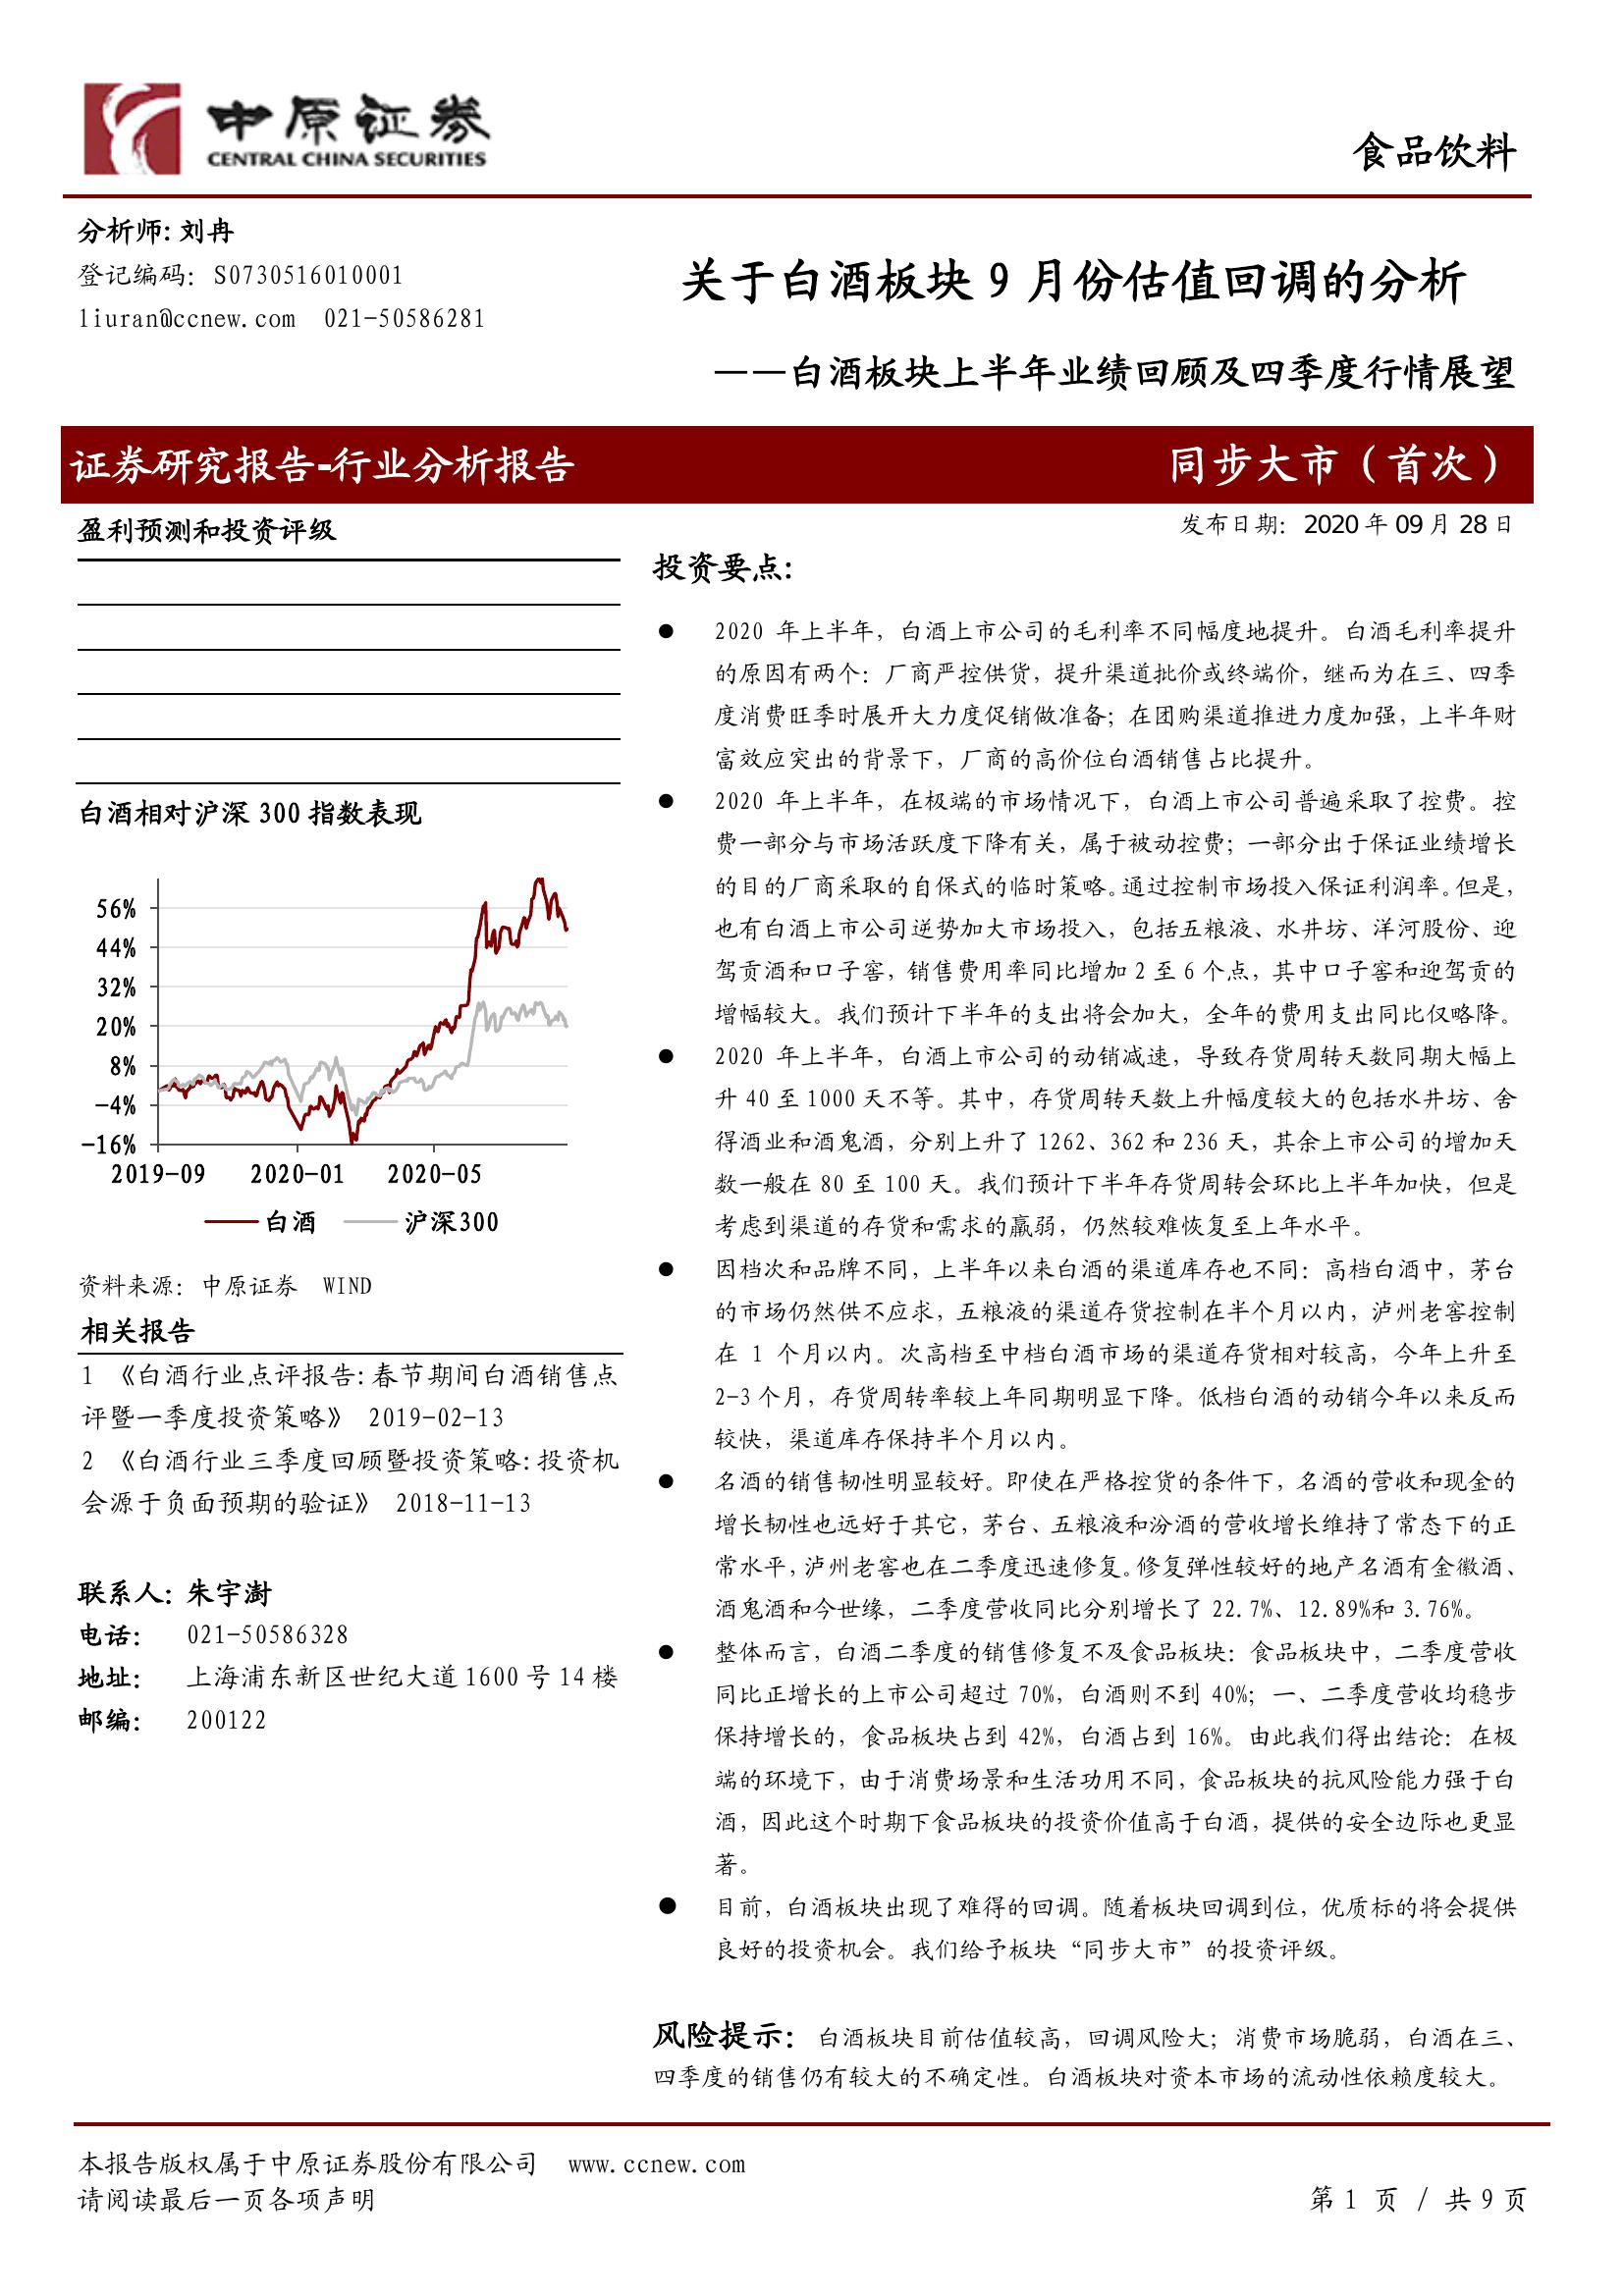 中原证券
CENTRAL CHINA SECURITIES
食品饮料
分析师：刘冉
登记编码：S0730516010001
liuran@ccnew.com 021-50586281
关于白酒板块 9 月份估值回调的分析
——白酒板块上半年业绩回顾及四季度行情展望
证券研究报告-行业分析报告
同步大市（首次）
盈利预测和投资评级
白酒相对沪深 300 指数表现
56%
44%
32%
20%
8%
-4%
-16%
2019-09 2020-01 2020-05
白酒 沪深300
资料来源：中原证券 WIND
相关报告
1 《白酒行业点评报告：春节期间白酒销售点
评暨一季度投资策略》 2019-02-13
2 《白酒行业三季度回顾暨投资策略：投资机
会源于负面预期的验证》 2018-11-13
联系人：朱宇澍
电话： 021-50586328
地址： 上海浦东新区世纪大道 1600 号 14 楼
邮编： 200122
发布日期：2020 年 09 月 28 日
投资要点：
● 2020 年上半年，白酒上市公司的毛利率不同幅度地提升。白酒毛利率提升
的原因有两个：厂商严控供货，提升渠道批价或终端价，继而为在三、四季
度消费旺季时展开大力度促销做准备；在团购渠道推进力度加强，上半年财
富效应突出的背景下，厂商的高价位白酒销售占比提升。
● 2020 年上半年，在极端的市场情况下，白酒上市公司普遍采取了控费。控
费一部分与市场活跃度下降有关，属于被动控费；一部分出于保证业绩增长
的目的厂商采取的自保式的临时策略。通过控制市场投入保证利润率。但是，
也有白酒上市公司逆势加大市场投入，包括五粮液、水井坊、洋河股份、迎
驾贡酒和口子窖，销售费用率同比增加 2 至 6 个点，其中口子窖和迎驾贡的
增幅较大。我们预计下半年的支出将会加大，全年的费用支出同比仅略降。
● 2020 年上半年，白酒上市公司的动销减速，导致存货周转天数同期大幅上
升 40 至 1000 天不等。其中，存货周转天数上升幅度较大的包括水井坊、舍
得酒业和酒鬼酒，分别上升了 1262、362 和 236 天，其余上市公司的增加天
数一般在 80 至 100 天。我们预计下半年存货周转会环比上半年加快，但是
考虑到渠道的存货和需求的羸弱，仍然较难恢复至上年水平。
● 因档次和品牌不同，上半年以来白酒的渠道库存也不同：高档白酒中，茅台
的市场仍然供不应求，五粮液的渠道存货控制在半个月以内，泸州老窖控制
在 1 个月以内。次高档至中档白酒市场的渠道存货相对较高，今年上升至
2-3 个月，存货周转率较上年同期明显下降。低档白酒的动销今年以来反而
较快，渠道库存保持半个月以内。
● 名酒的销售韧性明显较好。即使在严格控货的条件下，名酒的营收和现金的
增长韧性也远好于其它，茅台、五粮液和汾酒的营收增长维持了常态下的正
常水平，泸州老窖也在二季度迅速修复。修复弹性较好的地产名酒有金徽酒、
酒鬼酒和今世缘，二季度营收同比分别增长了 22.7%、12.89%和 3.76%。
● 整体而言，白酒二季度的销售修复不及食品板块：食品板块中，二季度营收
同比正增长的上市公司超过 70%，白酒则不到 40%；一、二季度营收均稳步
保持增长的，食品板块占到 42%，白酒占到 16%。由此我们得出结论：在极
端的环境下，由于消费场景和生活功用不同，食品板块的抗风险能力强于白
酒，因此这个时期下食品板块的投资价值高于白酒，提供的安全边际也更显
著。
● 目前，白酒板块出现了难得的回调。随着板块回调到位，优质标的将会提供
良好的投资机会。我们给予板块“同步大市”的投资评级。
风险提示：白酒板块目前估值较高，回调风险大；消费市场脆弱，白酒在三、
四季度的销售仍有较大的不确定性。白酒板块对资本市场的流动性依赖度较大。
本报告版权属于中原证券股份有限公司 www.ccnew.com
请阅读最后一页各项声明
第 1 页 / 共 9 页